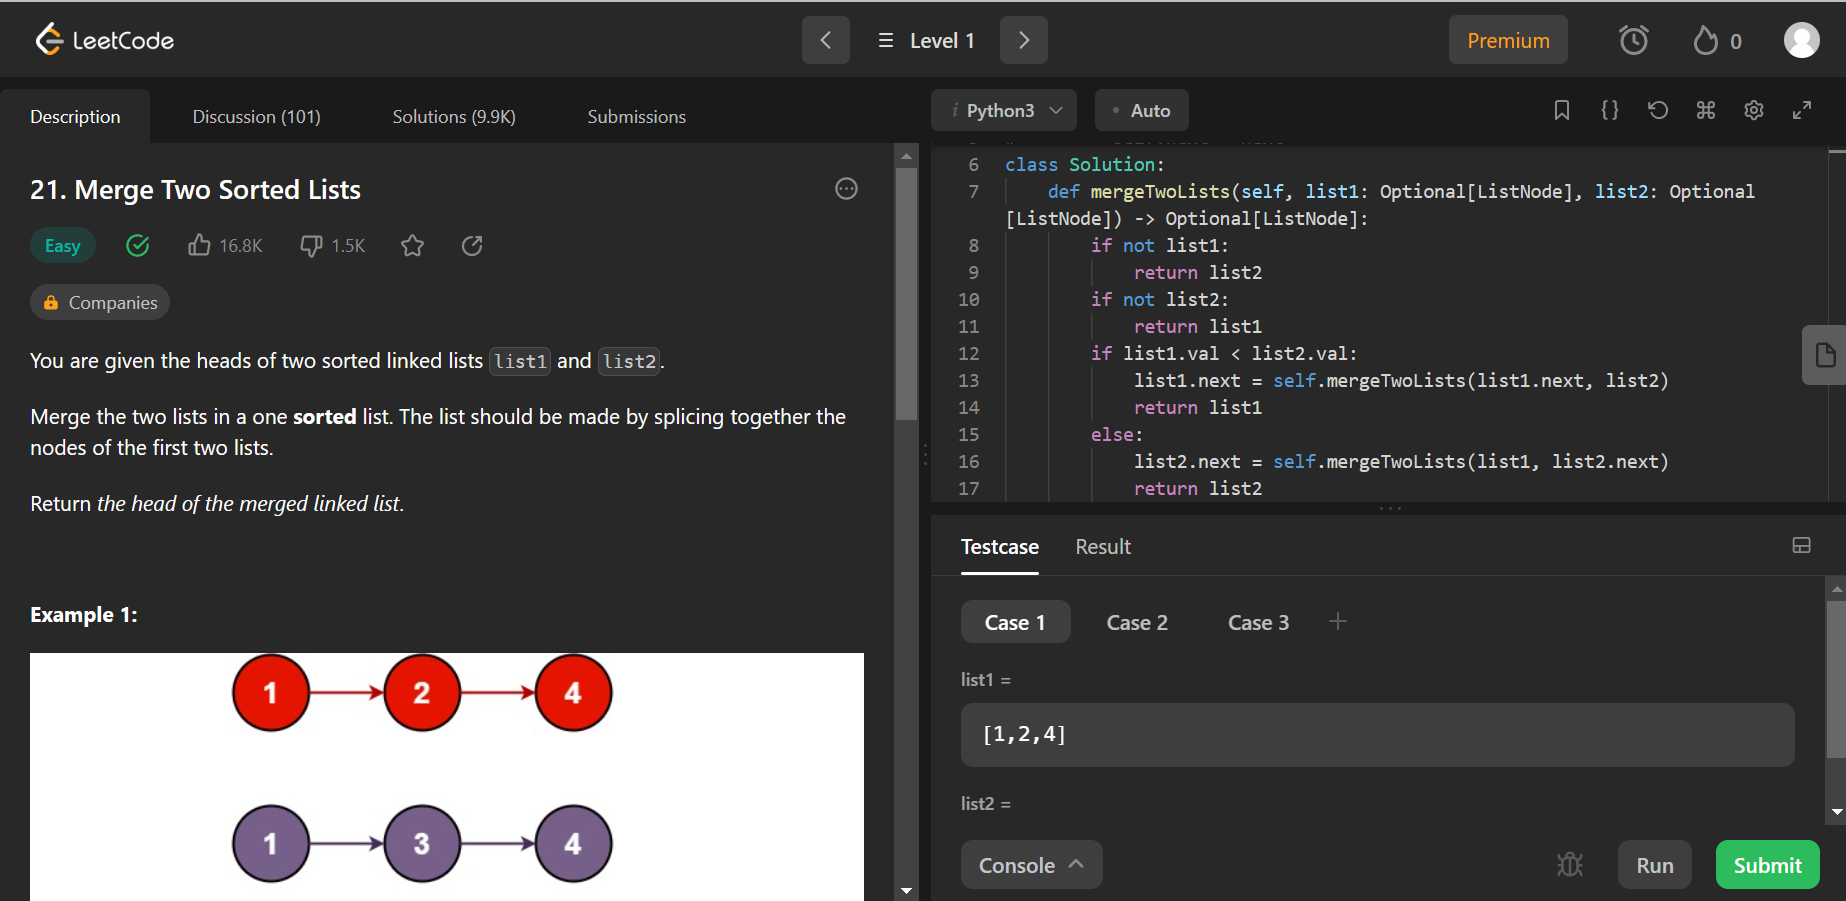 LeetCode
Level 1
Premium
0
Description
Discussion (101)
Solutions (9.9K)
Submissions
21. Merge Two Sorted Lists
Easy
16.8K
1.5K
Companies
You are given the heads of two sorted linked lists list1 and list2.
Merge the two lists in a one sorted list. The list should be made by splicing together the
nodes of the first two lists.
Return the head of the merged linked list.
Example 1:
1
2
4
1
3
4
i Python3
Auto
{}
6 class Solution:
7 def mergeTwoLists(self, list1: Optional[ListNode], list2: Optional
[ListNode]) -> Optional[ListNode]:
8 if not list1:
9 return list2
10 if not list2:
11 return list1
12 if list1.val < list2.val:
13 list1.next = self.mergeTwoLists(list1.next, list2)
14 return list1
15 else:
16 list2.next = self.mergeTwoLists(list1, list2.next)
17 return list2
Testcase
Result
Case 1
Case 2
Case 3
list1 =
[1,2,4]
list2 =
Console
Run
Submit